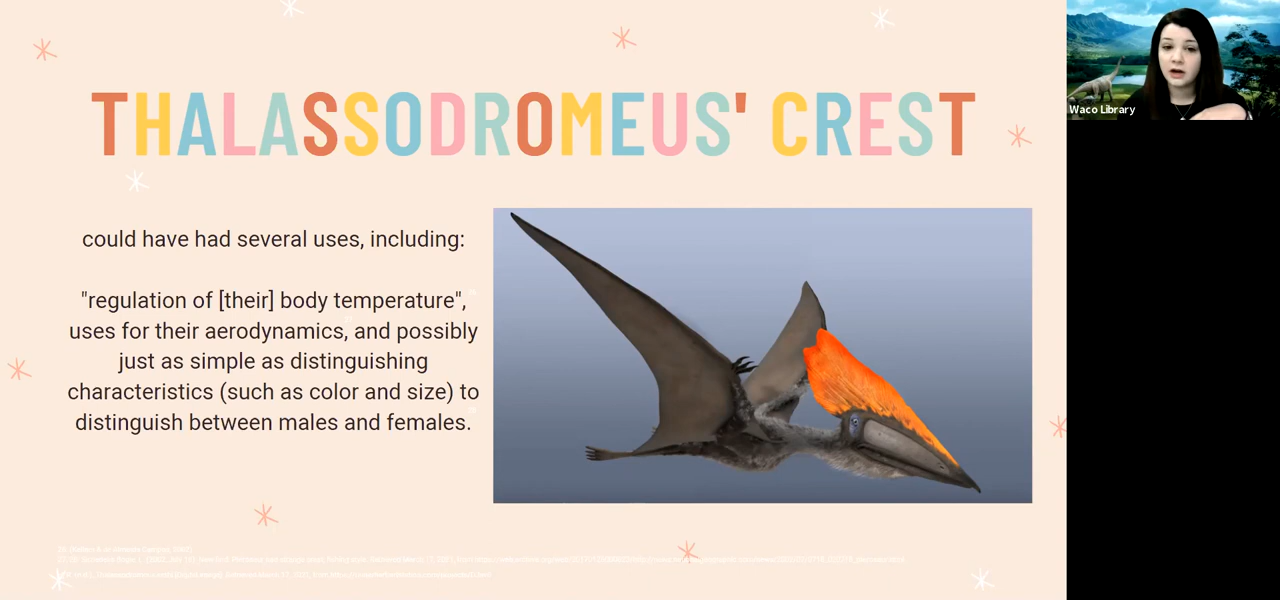 THALASSODROMEUS' CREST
could have had several uses, including:
"regulation of [their] body temperature",
uses for their aerodynamics, and possibly
just as simple as distinguishing
characteristics (such as color and size) to
distinguish between males and females.
Waco Library